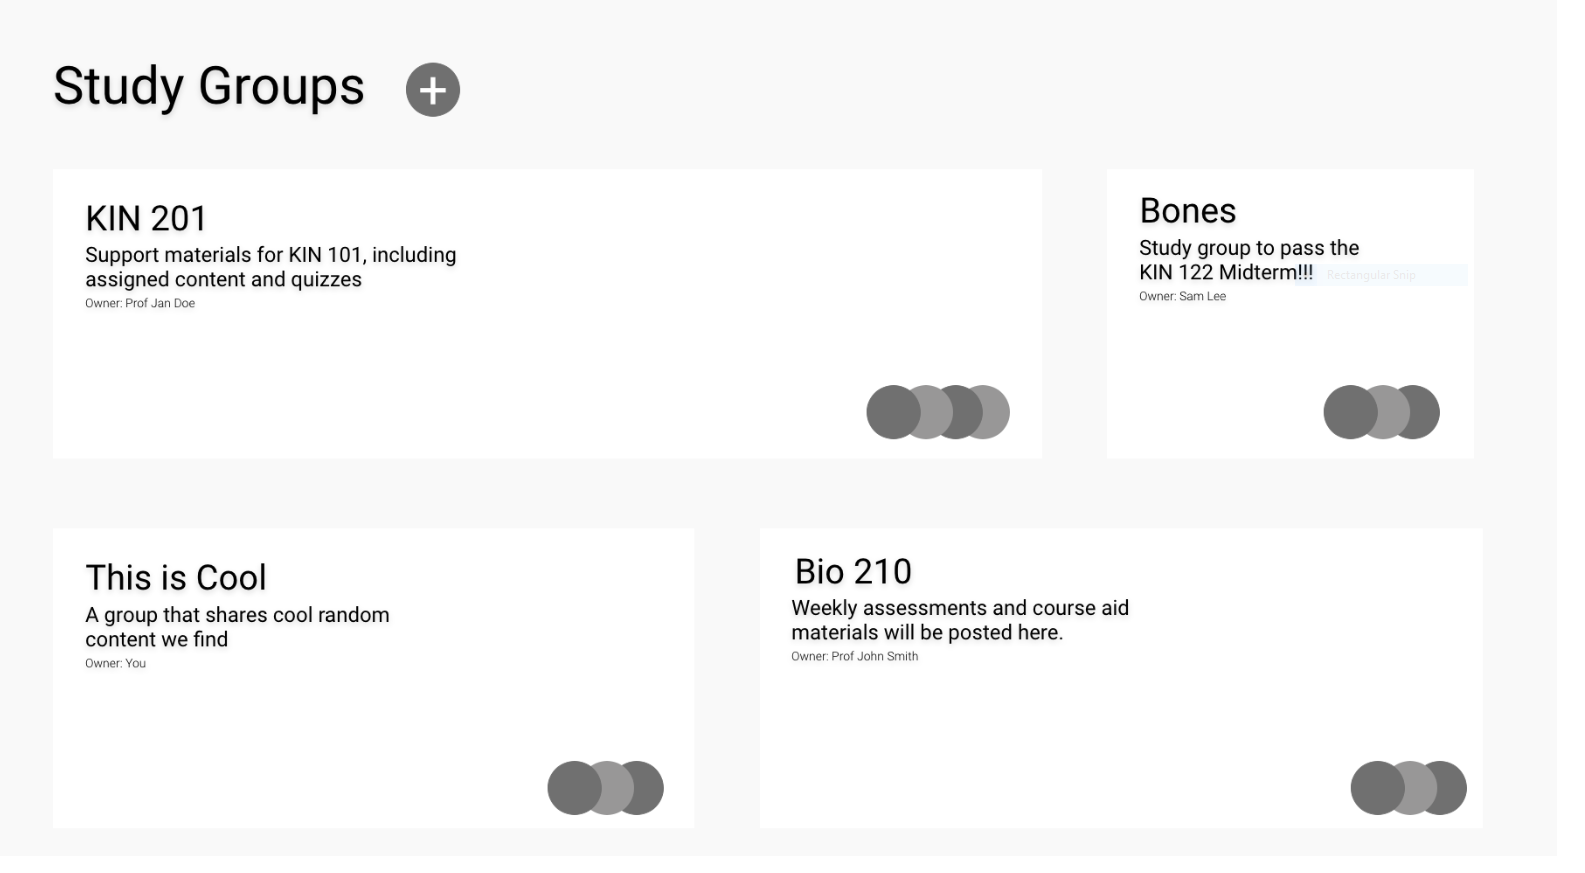 Study Groups +
KIN 201
Support materials for KIN 101, including
assigned content and quizzes
Owner: Prof Jan Doe
Bones
Study group to pass the
KIN 122 Midterm!!!
Rectangular Snip
Owner: Sam Lee
This is Cool
A group that shares cool random
content we find
Owner: You
Bio 210
Weekly assessments and course aid
materials will be posted here.
Owner: Prof John Smith